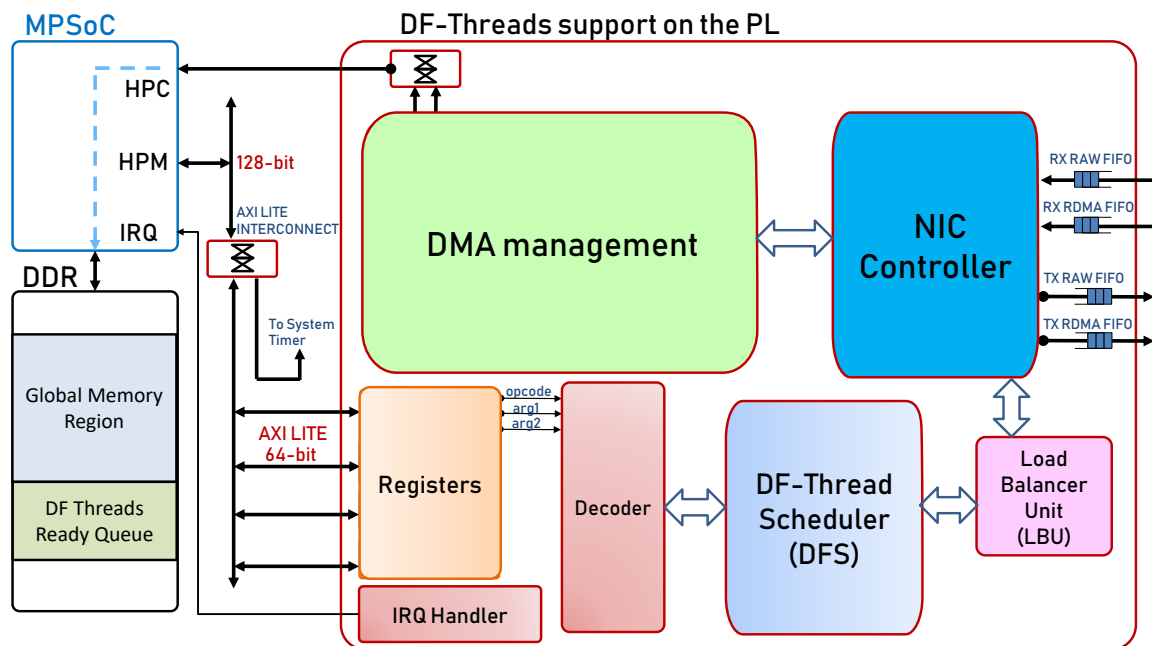 MPSoC
DF-Threads support on the PL
HPC
HPM
128-bit
IRQ
AXI LITE
INTERCONNECT
DDR
To System
Timer
Global Memory
Region
DF Threads
Ready Queue
AXI LITE
64-bit
DMA management
NIC
Controller
RX RAW FIFO
RX RDMA FIFO
TX RAW FIFO
TX RDMA FIFO
Registers
opcode
arg1
arg2
Decoder
DF-Thread
Scheduler
(DFS)
Load
Balancer
Unit
(LBU)
IRQ Handler